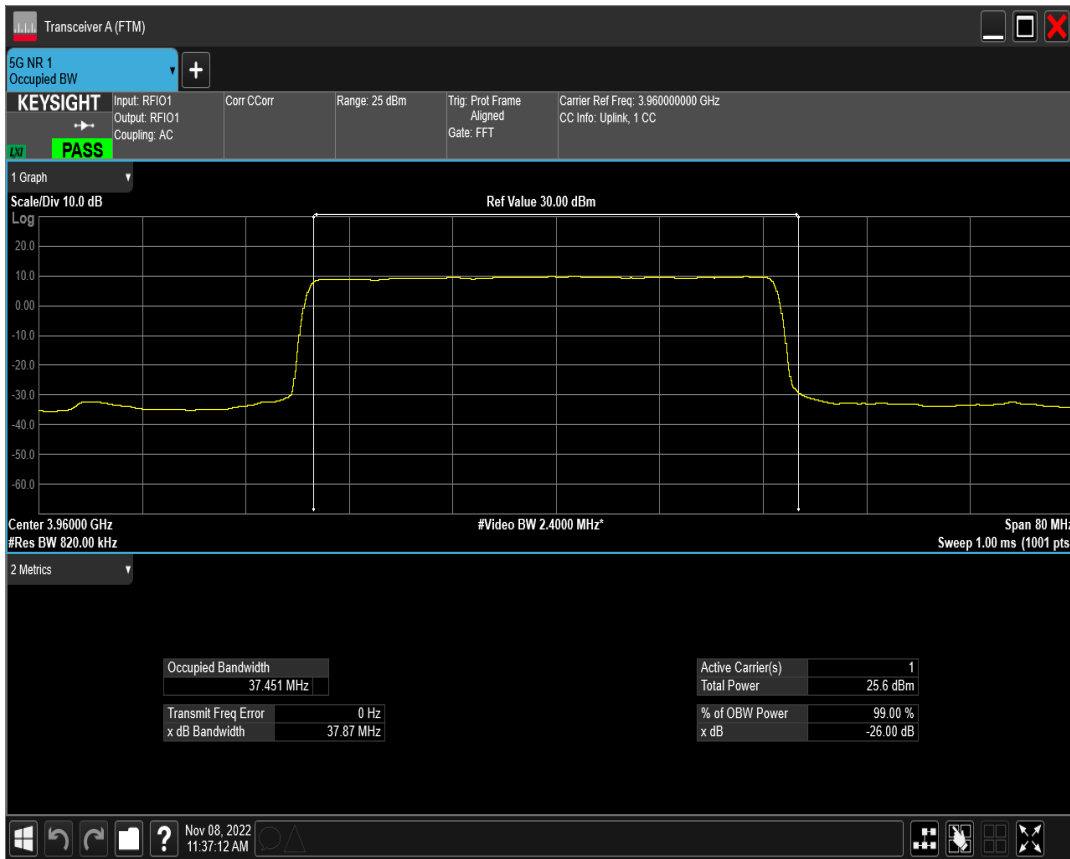 Transceiver A (FTM)
5G NR 1
Occupied BW
+
KEYSIGHT
LXI
PASS
Input: RFIO1
Output: RFIO1
Coupling: AC
Corr CCorr
Range: 25 dBm
Trig: Prot Frame
Aligned
Gate: FFT
Carrier Ref Freq: 3.960000000 GHz
CC Info: Uplink, 1 CC
1 Graph
Scale/Div 10.0 dB
Ref Value 30.00 dBm
Log
20.0
10.0
0.00
-10.0
-20.0
-30.0
-40.0
-50.0
-60.0
Center 3.96000 GHz
#Video BW 2.4000 MHz*
Span 80 MHz
#Res BW 820.00 kHz
Sweep 1.00 ms (1001 pts
2 Metrics
Occupied Bandwidth
37.451 MHz
Transmit Freq Error 0 Hz
x dB Bandwidth 37.87 MHz
Active Carrier(s) 1
Total Power 25.6 dBm
% of OBW Power 99.00 %
x dB -26.00 dB
?
Nov 08, 2022
11:37:12 AM